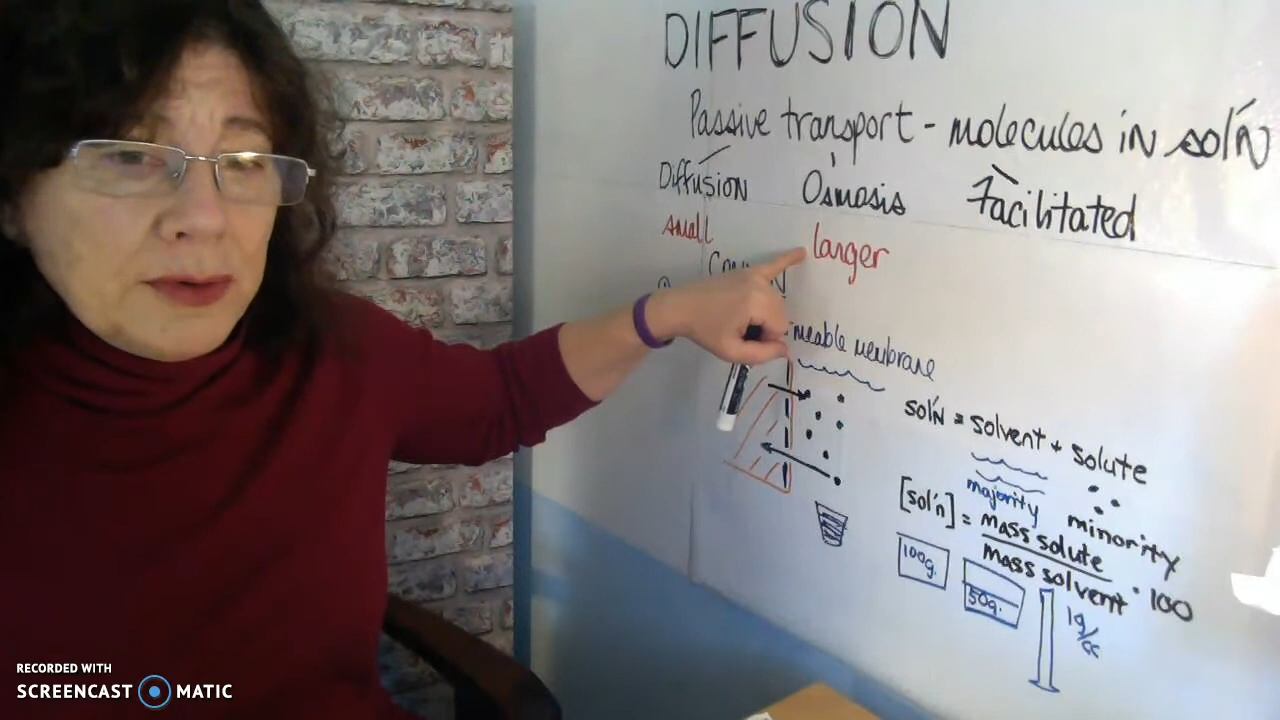 DIFFUSION
Passive transport - molecules in sol'n
Diffusion Osmosis Facilitated
small larger
membrane
sol'n = solvent + solute
majority minority
[sol'n] = mass solute
mass solvent · 100
100g. 50g. 1g/cc
RECORDED WITH
SCREENCAST MATIC